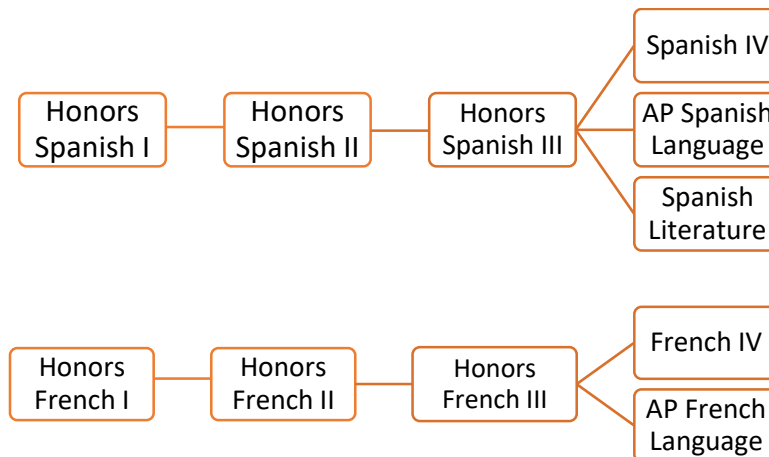 Honors
Spanish I
Honors
Spanish II
Honors
Spanish III
Spanish IV
AP Spanish
Language
Spanish
Literature
Honors
French I
Honors
French II
Honors
French III
French IV
AP French
Language